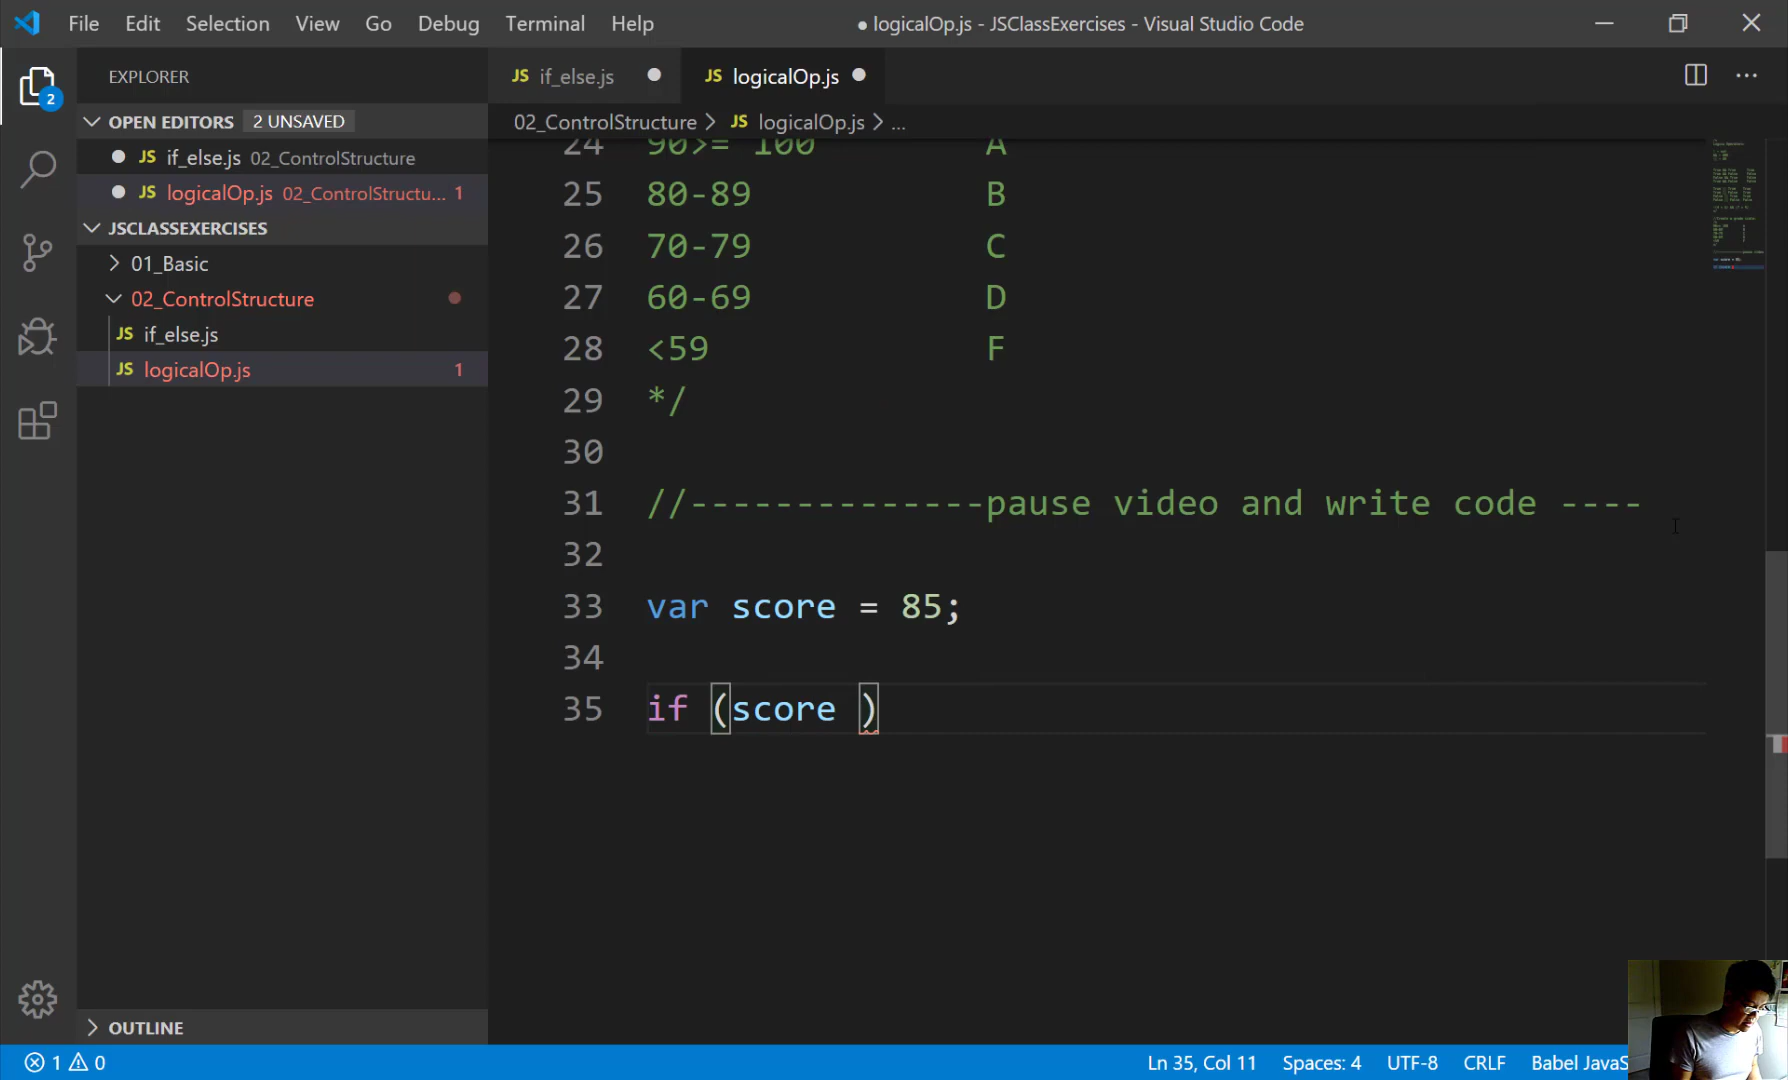 File Edit Selection View Go Debug Terminal Help
● logicalOp.js - JSClassExercises - Visual Studio Code
EXPLORER
OPEN EDITORS 2 UNSAVED
JS if_else.js 02_ControlStructure
JS logicalOp.js 02_ControlStructu... 1
JSCLASSEXERCISES
01_Basic
02_ControlStructure
JS if_else.js
JS logicalOp.js 1
OUTLINE
2
JS if_else.js
JS logicalOp.js
02_ControlStructure > JS logicalOp.js > ...
24 90>= 100 A
25 80-89 B
26 70-79 C
27 60-69 D
28 <59 F
29 */
30
31 //--------------pause video and write code ----
32
33 var score = 85;
34
35 if (score )
1 0
Ln 35, Col 11 Spaces: 4 UTF-8 CRLF Babel JavaS